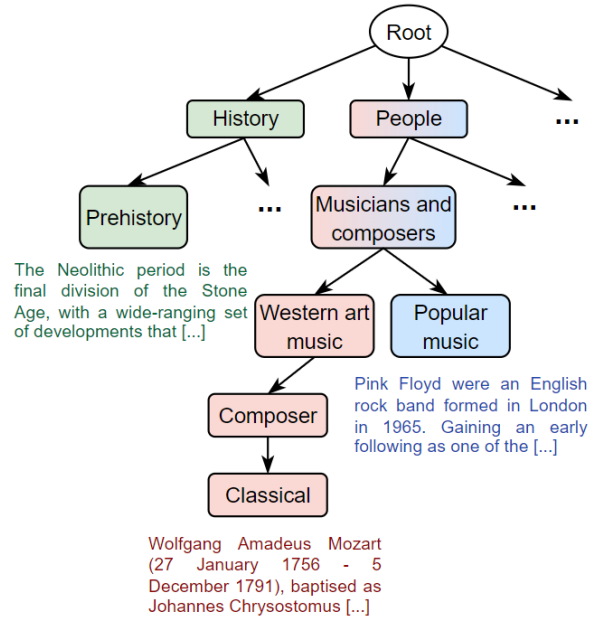 Root
History
People
...
Prehistory
...
Musicians and
composers
...
The Neolithic period is the
final division of the Stone
Age, with a wide-ranging set
of developments that [...]
Western art
music
Popular
music
Pink Floyd were an English
rock band formed in London
in 1965. Gaining an early
following as one of the [...]
Composer
Classical
Wolfgang Amadeus Mozart
(27 January 1756 - 5
December 1791), baptised as
Johannes Chrysostomus [...]